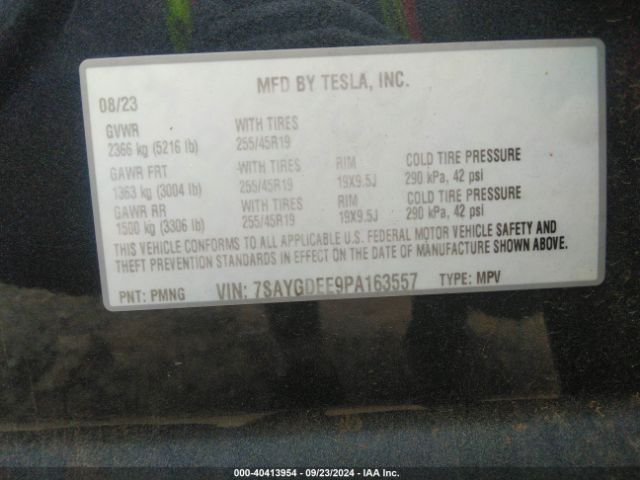 MFD BY TESLA, INC.
08/23
GVWR WITH TIRES
2366 kg (5216 lb) 255/45R19
GAWR FRT WITH TIRES RIM COLD TIRE PRESSURE
1363 kg (3004 lb) 255/45R19 19X9.5J 290 kPa, 42 psi
GAWR RR WITH TIRES RIM COLD TIRE PRESSURE
1500 kg (3306 lb) 255/45R19 19X9.5J 290 kPa, 42 psi
THIS VEHICLE CONFORMS TO ALL APPLICABLE U.S. FEDERAL MOTOR VEHICLE SAFETY AND
THEFT PREVENTION STANDARDS IN EFFECT ON THE DATE OF MANUFACTURE SHOWN ABOVE.
PNT: PMNG VIN: 7SAYGDEE9PA163557 TYPE: MPV
000-40413954 - 09/23/2024 - IAA Inc.